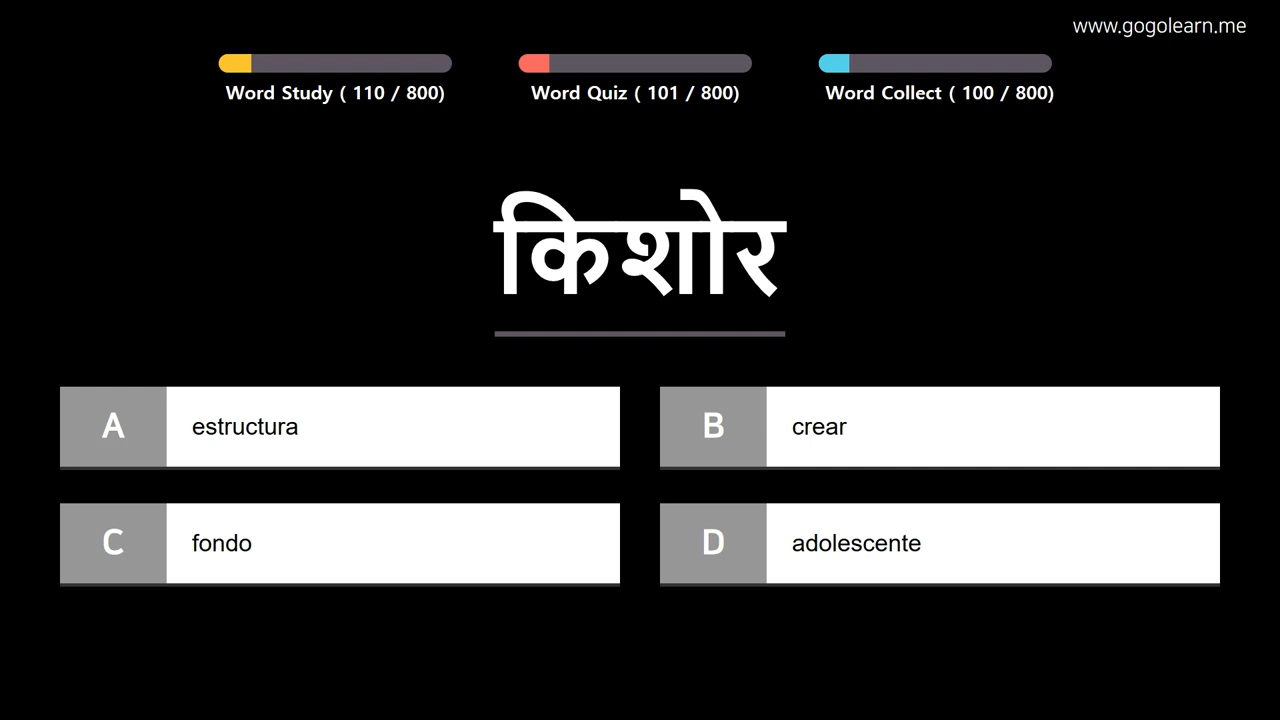 www.gogolearn.me
Word Study ( 110 / 800)
Word Quiz ( 101 / 800)
Word Collect ( 100 / 800)
किशोर
A estructura
B crear
C fondo
D adolescente